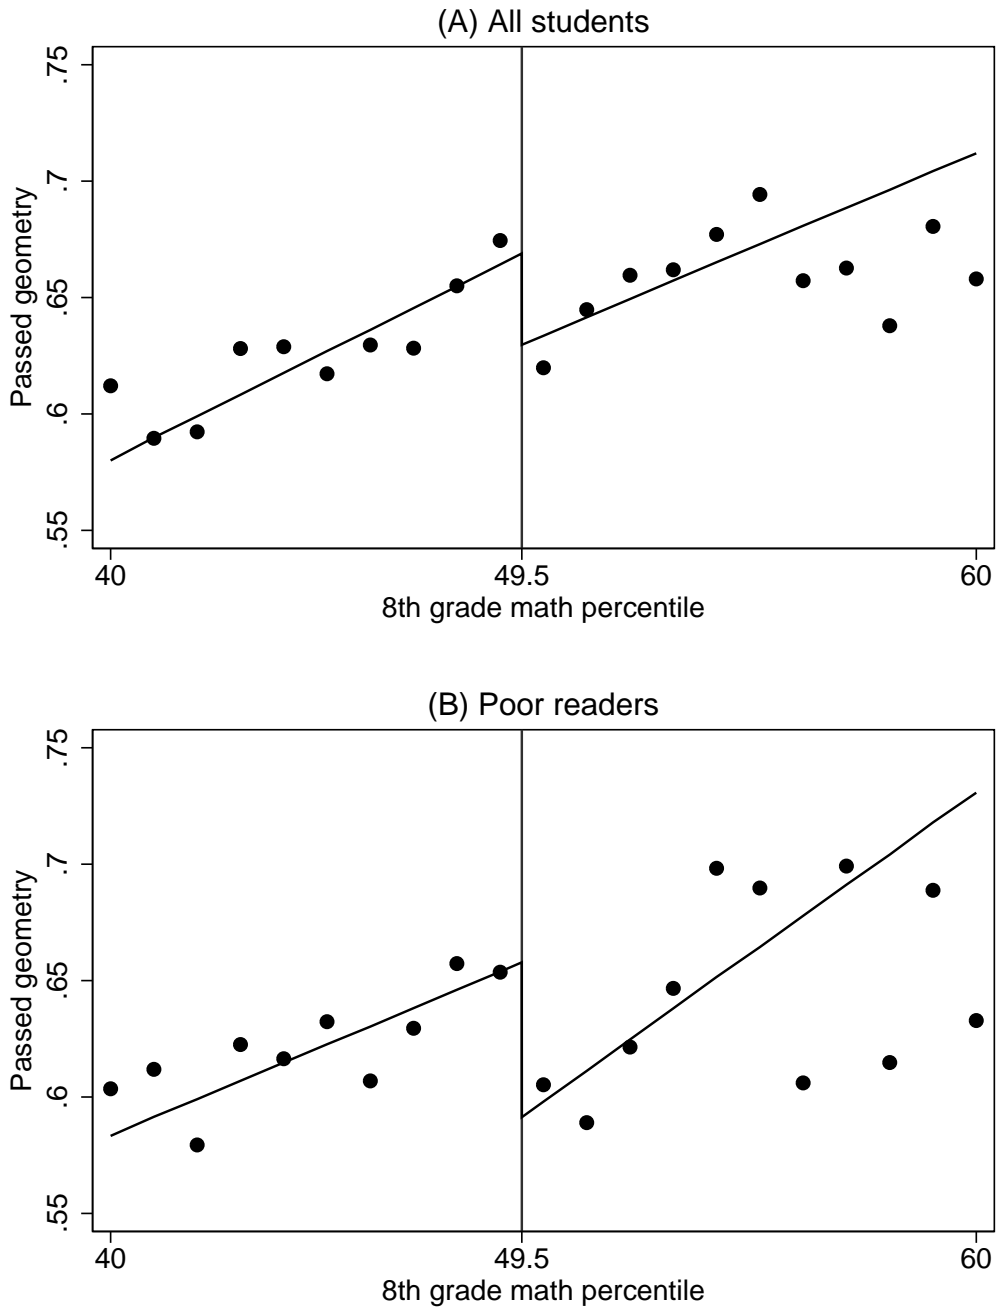 (A) All students
Passed geometry
.75
.7
.65
.6
.55
40 49.5 60
8th grade math percentile
(B) Poor readers
Passed geometry
.75
.7
.65
.6
.55
40 49.5 60
8th grade math percentile